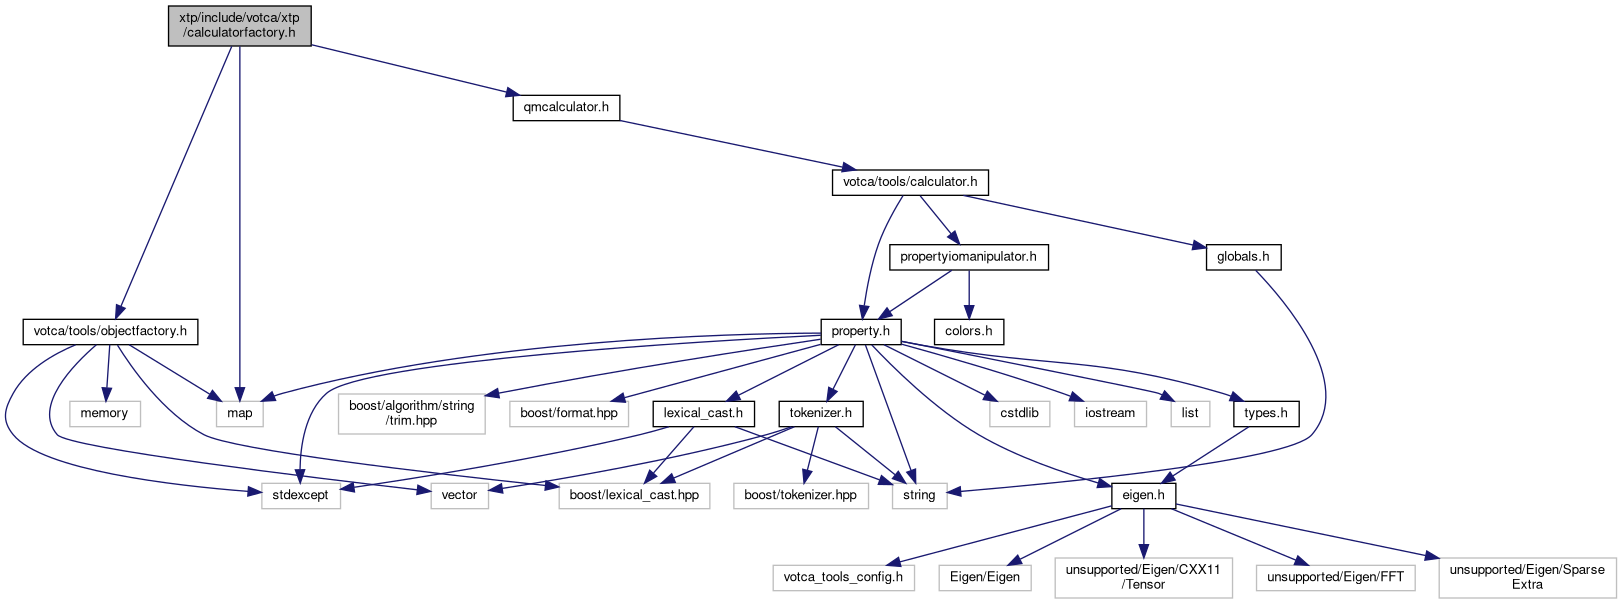 xtp/include/votca/xtp
/calculatorfactory.h
qmcalculator.h
votca/tools/calculator.h
propertyiomanipulator.h
globals.h
votca/tools/objectfactory.h
property.h
colors.h
memory
map
boost/algorithm/string
/trim.hpp
boost/format.hpp
lexical_cast.h
tokenizer.h
cstdlib
iostream
list
types.h
stdexcept
vector
boost/lexical_cast.hpp
boost/tokenizer.hpp
string
eigen.h
votca_tools_config.h
Eigen/Eigen
unsupported/Eigen/CXX11
/Tensor
unsupported/Eigen/FFT
unsupported/Eigen/Sparse
Extra